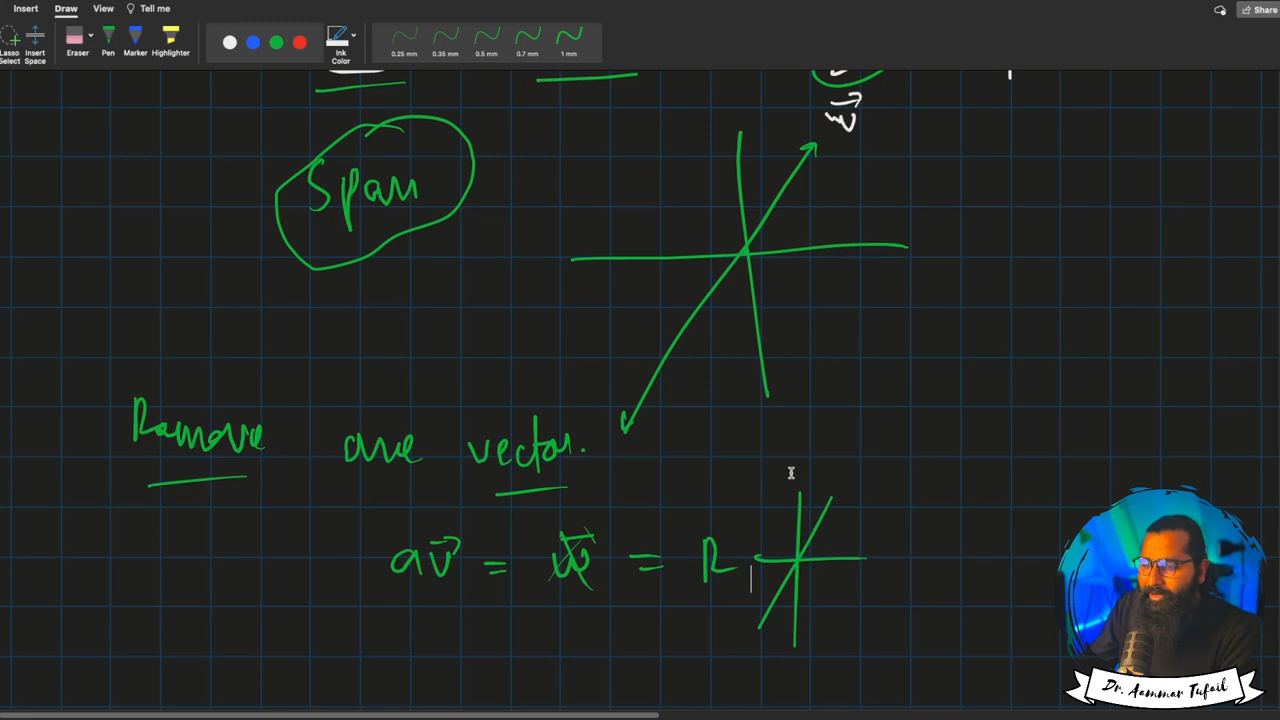 Insert Draw View Tell me
Share
Lasso Select
Insert Space
Eraser
Pen
Marker
Highlighter
Ink Color
0.25 mm 0.35 mm 0.5 mm 0.7 mm 1 mm
w⃗
Span
Remove one vector.
av⃗ = w⃗ = R
Dr. Aammar Tufail